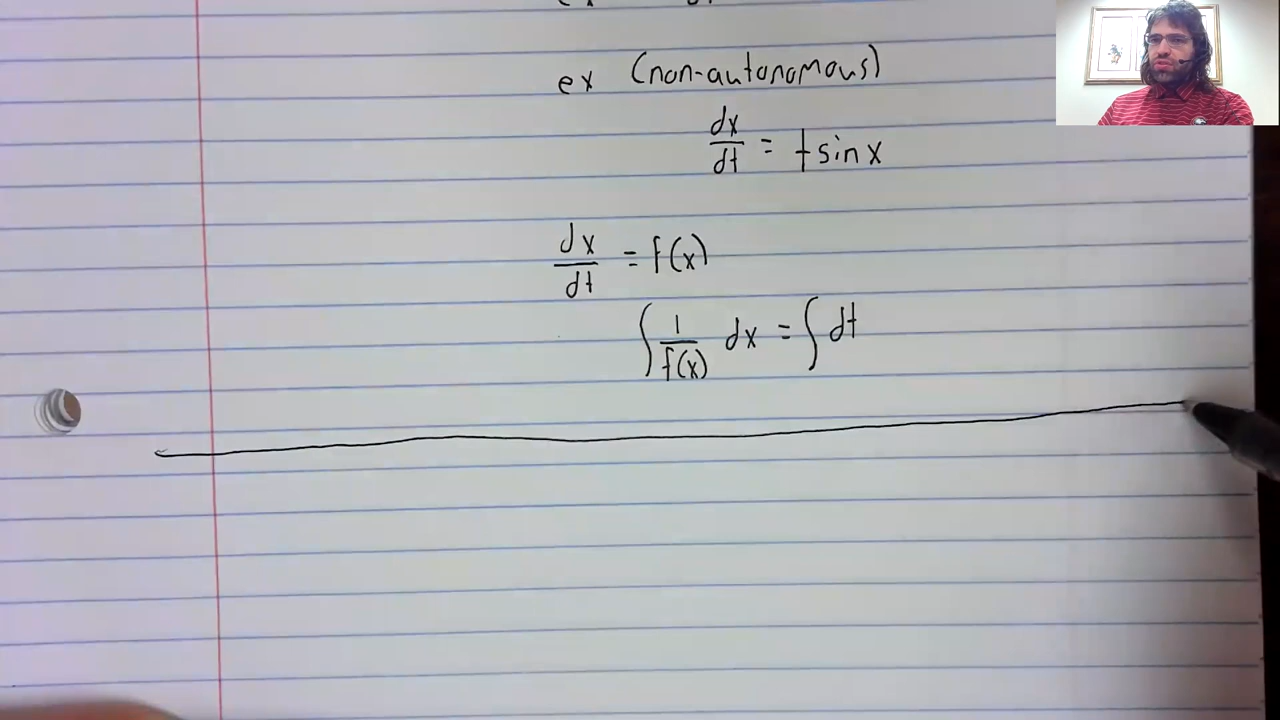 ex (non-autonomous)
dx/dt = t sin x
dx/dt = f(x)
∫ 1/f(x) dx = ∫ dt